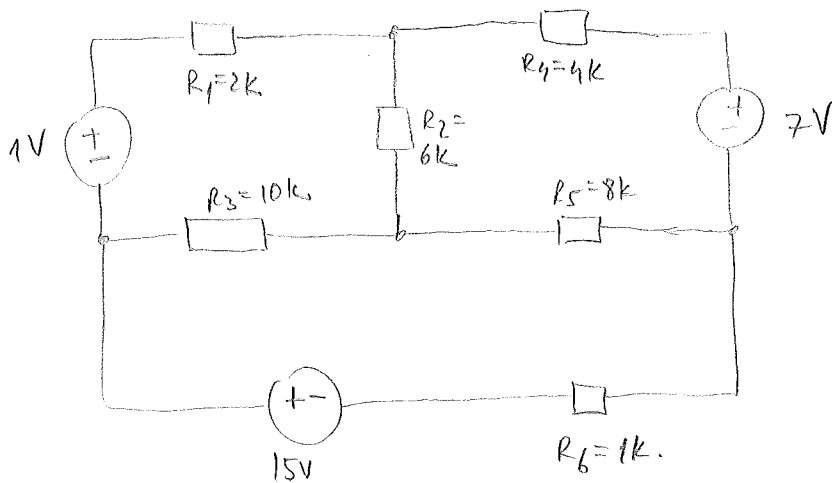 R1=2k
R4=4k
1V
+
-
R2=
6k
+
-
7V
R3=10k
R5=8k
+ -
15V
R6=1k.